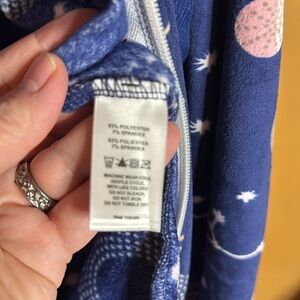 93% POLYESTER
7% SPANDEX
93% POLYESTER
7% SPANDEX
MACHINE WASH COLD,
GENTLE CYCLE,
WITH LIKE COLORS
DO NOT BLEACH,
DO NOT IRON
DO NOT TUMBLE DRY